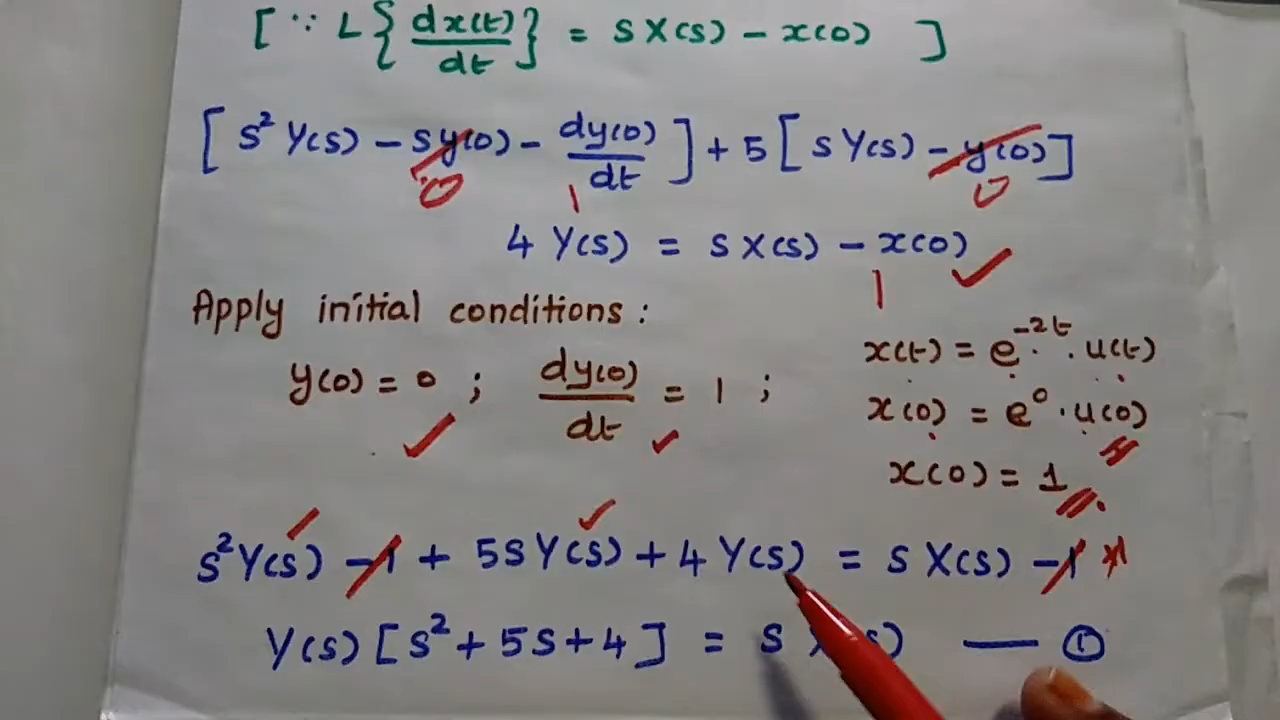 [ ∵ L{dx(t)/dt} = S X(s) - x(0) ]
[ S² Y(s) - S y(0) - dy(0)/dt ] + 5 [ S Y(s) - y(0) ]
0 1 0
4 Y(s) = S X(s) - x(0) ✓
1
Apply initial conditions :
x(t) = e^-2t . u(t)
y(0) = 0 ; dy(0)/dt = 1 ;
x(0) = e^0 . u(0)
x(0) = 1
S² Y(s) - 1 + 5 S Y(s) + 4 Y(s) = S X(s) - 1
Y(s) [ S² + 5S + 4 ] = S X(s) — ①